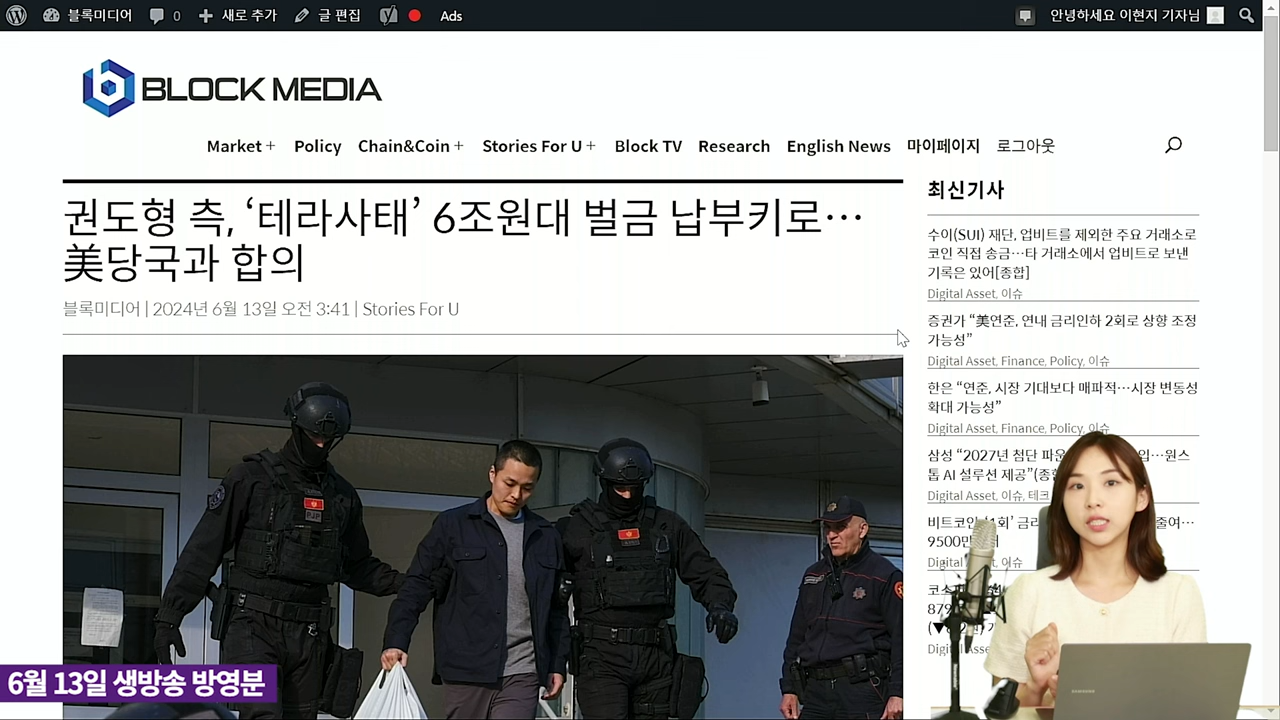 블록미디어 0 새로 추가 글 편집 Ads 안녕하세요 이현지 기자님
BLOCK MEDIA
Market + Policy Chain&Coin + Stories For U + Block TV Research English News 마이페이지 로그아웃
권도형 측, ‘테라사태’ 6조원대 벌금 납부키로…
美당국과 합의
블록미디어 | 2024년 6월 13일 오전 3:41 | Stories For U
최신기사
수이(SUI) 재단, 업비트를 제외한 주요 거래소로
코인 직접 송금…타 거래소에서 업비트로 보낸
기록은 있어[종합]
Digital Asset, 이슈
증권가 “美연준, 연내 금리인하 2회로 상향 조정
가능성”
Digital Asset, Finance, Policy, 이슈
한은 “연준, 시장 기대보다 매파적…시장 변동성
확대 가능성”
Digital Asset, Finance, Policy, 이슈
삼성 “2027년 첨단 파운 …원스
톱 AI 설루션 제공”(종합
Digital Asset, 이슈, 테크
비트코인 ‘1회’ 금리 줄여…
이슈
6월 13일 생방송 방영분